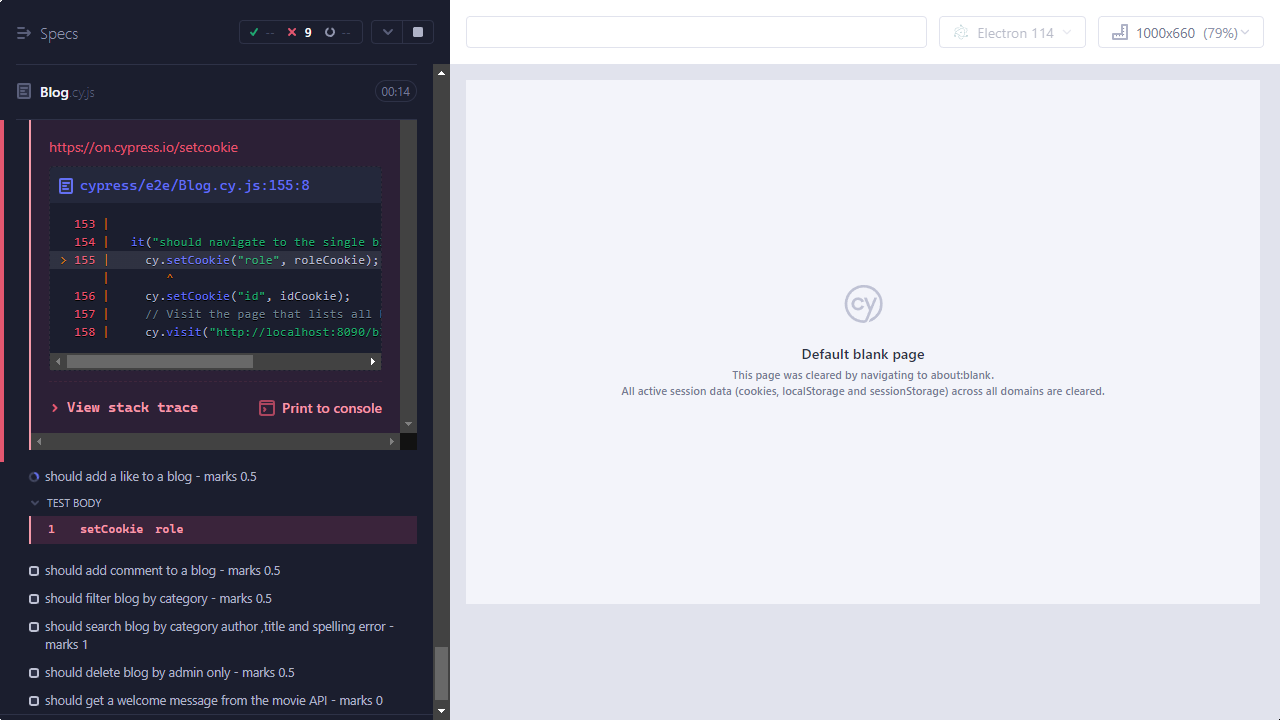 Specs
-- 9 --
Electron 114
1000x660 (79%)
Blog.cy.js
00:14
https://on.cypress.io/setcookie
cypress/e2e/Blog.cy.js:155:8
153 |
154 | it("should navigate to the single
> 155 | cy.setCookie("role", roleCookie);
| ^
156 | cy.setCookie("id", idCookie);
157 | // Visit the page that lists all
158 | cy.visit("http://localhost:8090/
View stack trace
Print to console
should add a like to a blog - marks 0.5
TEST BODY
1 setCookie role
should add comment to a blog - marks 0.5
should filter blog by category - marks 0.5
should search blog by category author ,title and spelling error -
marks 1
should delete blog by admin only - marks 0.5
should get a welcome message from the movie API - marks 0
cy
Default blank page
This page was cleared by navigating to about:blank.
All active session data (cookies, localStorage and sessionStorage) across all domains are cleared.